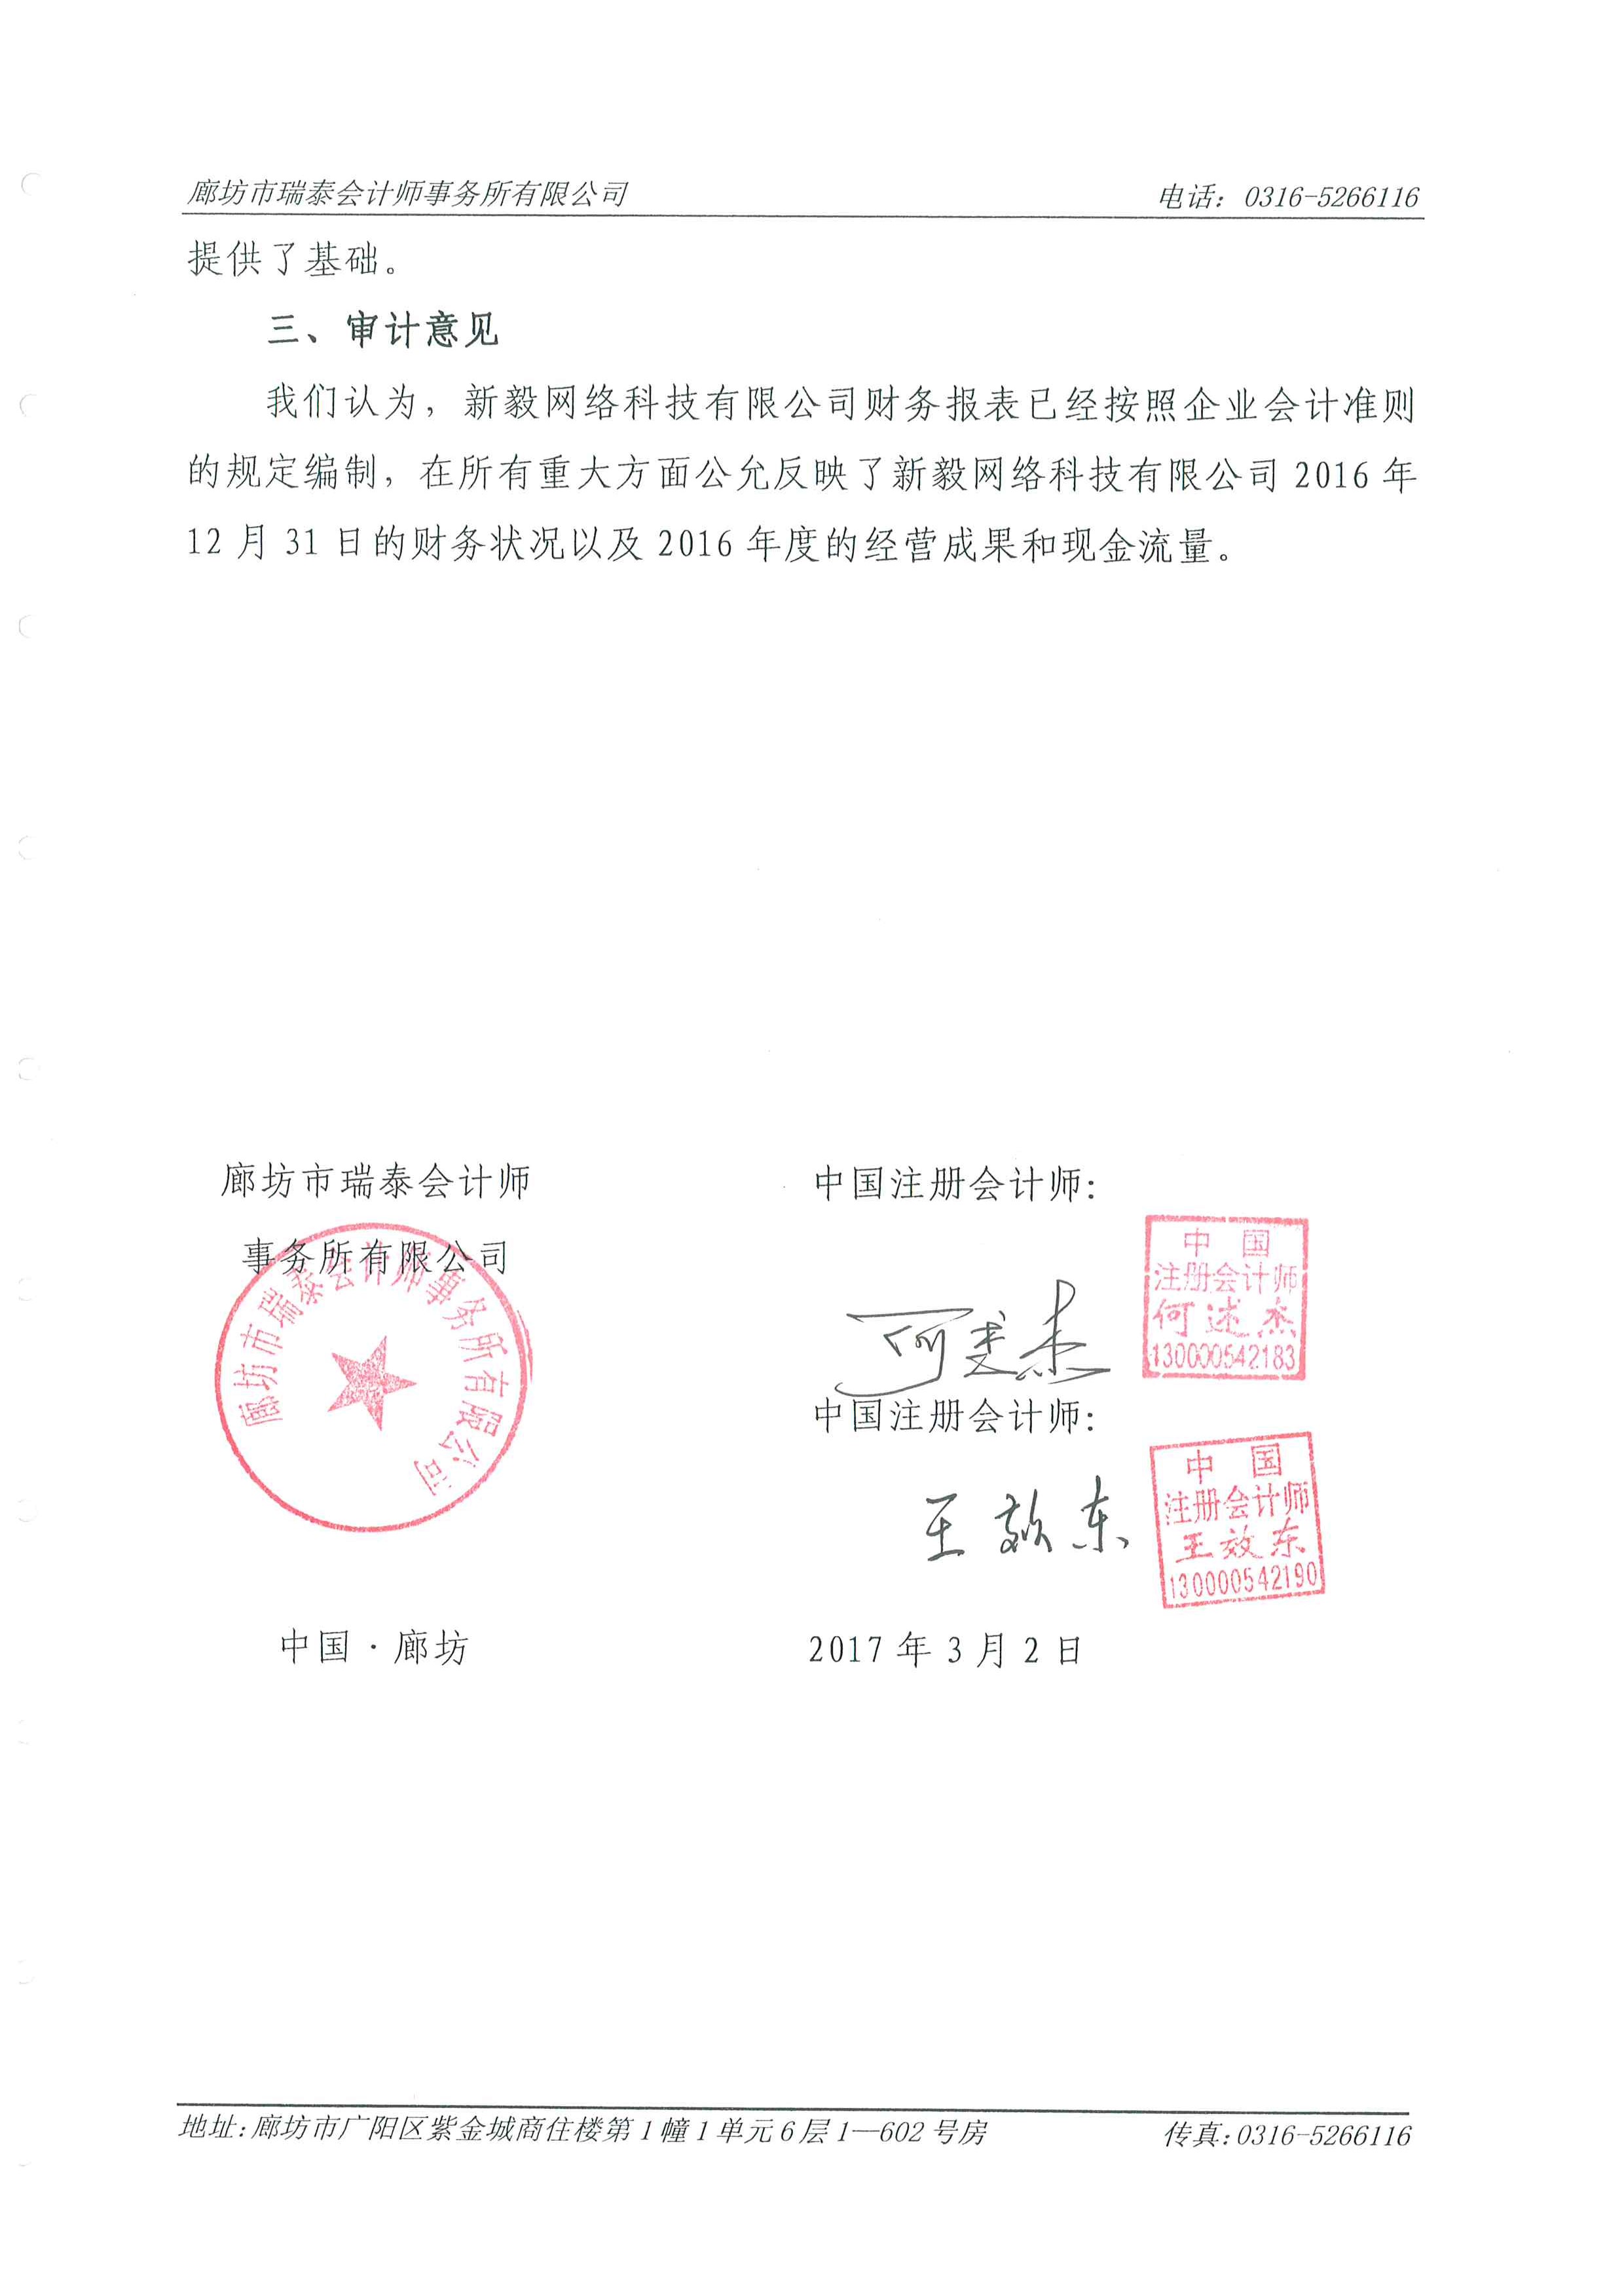 廊坊市瑞泰会计师事务所有限公司 电话：0316-5266116
提供了基础。
三、审计意见
我们认为，新毅网络科技有限公司财务报表已经按照企业会计准则
的规定编制，在所有重大方面公允反映了新毅网络科技有限公司 2016 年
12 月 31 日的财务状况以及 2016 年度的经营成果和现金流量。
廊坊市瑞泰会计师
事务所有限公司
廊坊市瑞泰会计师事务所有限公司
中国·廊坊
中国注册会计师：
何述杰
中国
注册会计师
何述杰
130000542183
中国注册会计师：
王效东
中国
注册会计师
王效东
130000542190
2017 年 3 月 2 日
地址：廊坊市广阳区紫金城商住楼第 1 幢 1 单元 6 层 1—602 号房 传真：0316-5266116